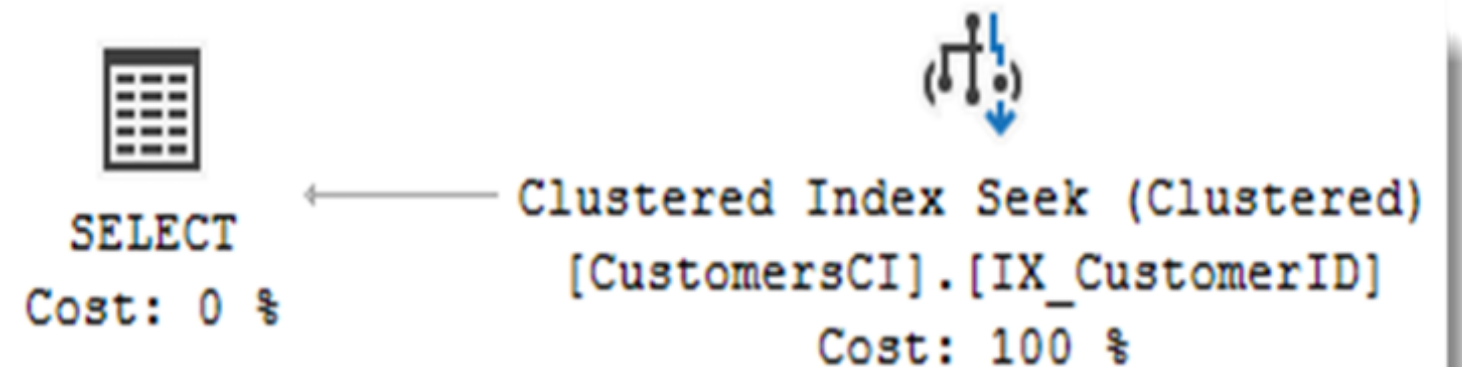 SELECT
Cost: 0 %
Clustered Index Seek (Clustered)
[CustomersCI].[IX_CustomerID]
Cost: 100 %